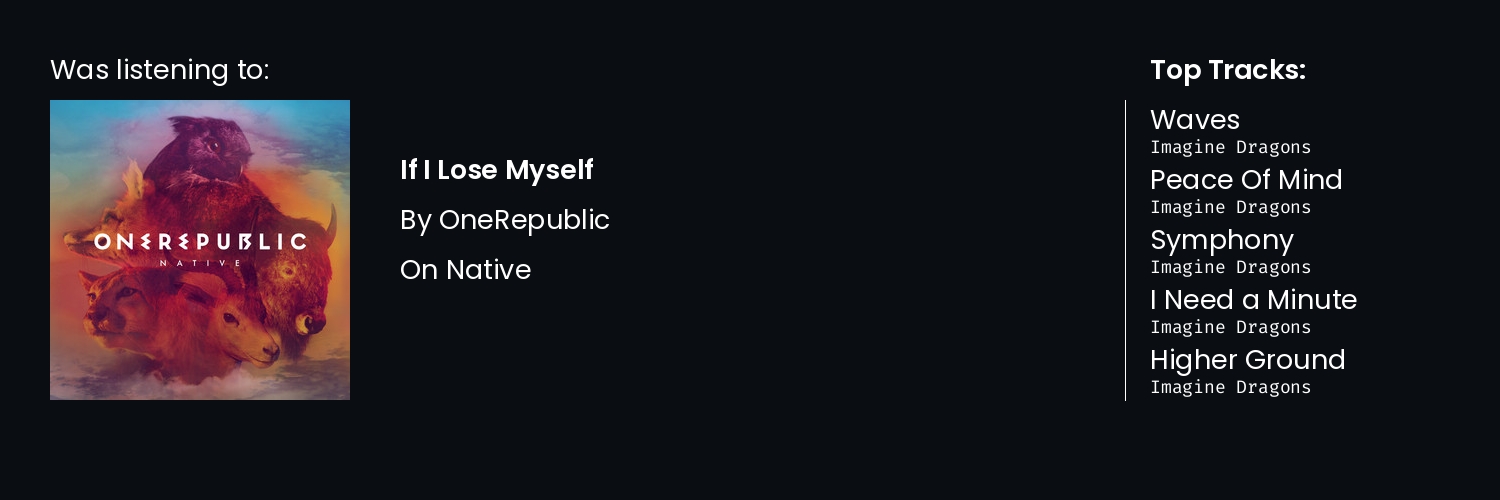 Was listening to:
ONEREPUBLIC
NATIVE
If I Lose Myself
By OneRepublic
On Native
Top Tracks:
Waves
Imagine Dragons
Peace Of Mind
Imagine Dragons
Symphony
Imagine Dragons
I Need a Minute
Imagine Dragons
Higher Ground
Imagine Dragons